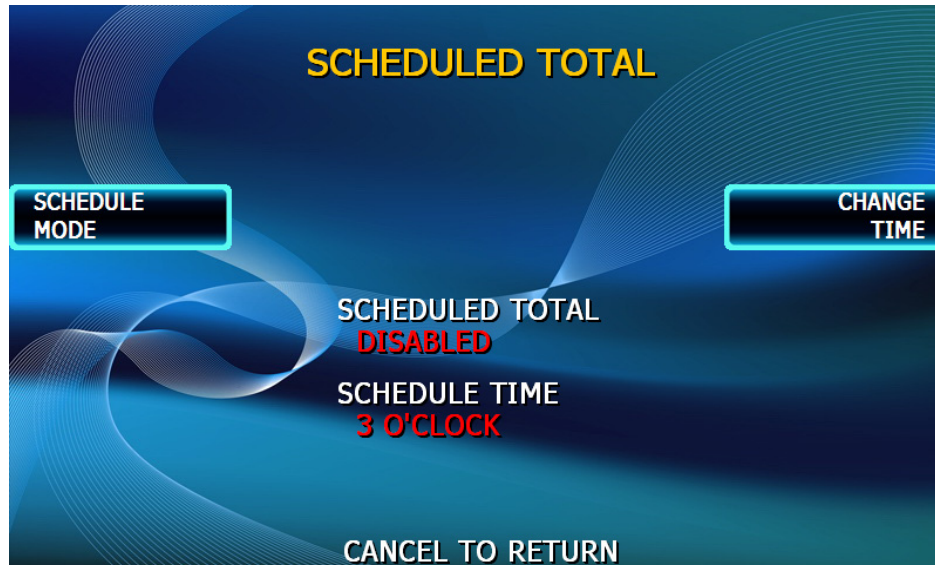 SCHEDULED TOTAL
SCHEDULE
MODE
CHANGE
TIME
SCHEDULED TOTAL
DISABLED
SCHEDULE TIME
3 O'CLOCK
CANCEL TO RETURN